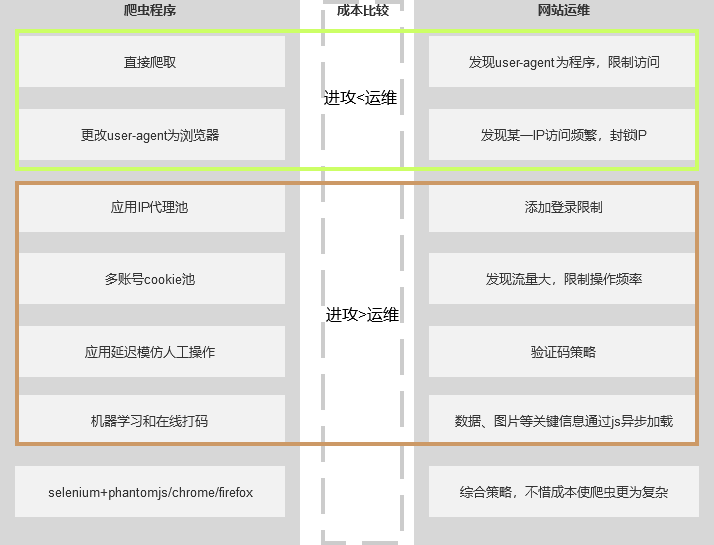 爬虫程序 成本比较 网站运维
直接爬取 发现user-agent为程序，限制访问
进攻<运维
更改user-agent为浏览器 发现某一IP访问频繁，封锁IP
应用IP代理池 添加登录限制
多账号cookie池 发现流量大，限制操作频率
进攻>运维
应用延迟模仿人工操作 验证码策略
机器学习和在线打码 数据、图片等关键信息通过js异步加载
selenium+phantomjs/chrome/firefox 综合策略，不惜成本使爬虫更为复杂